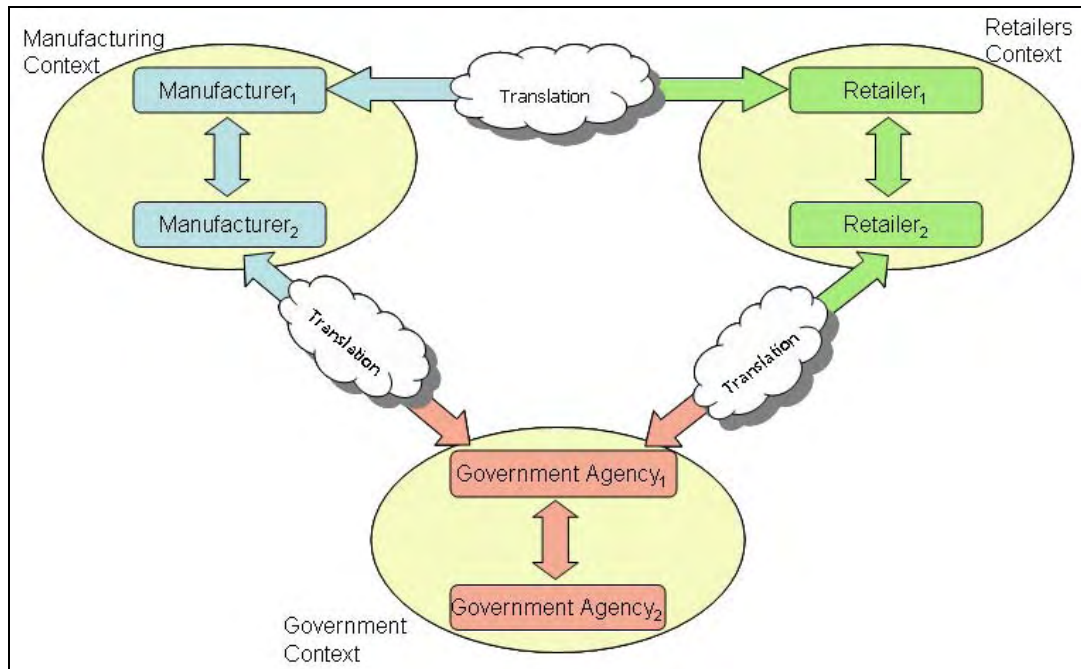 Manufacturing
Context
Retailers
Context
Manufacturer₁
Translation
Retailer₁
Manufacturer₂
Retailer₂
Translation
Translation
Government Agency₁
Government Agency₂
Government
Context